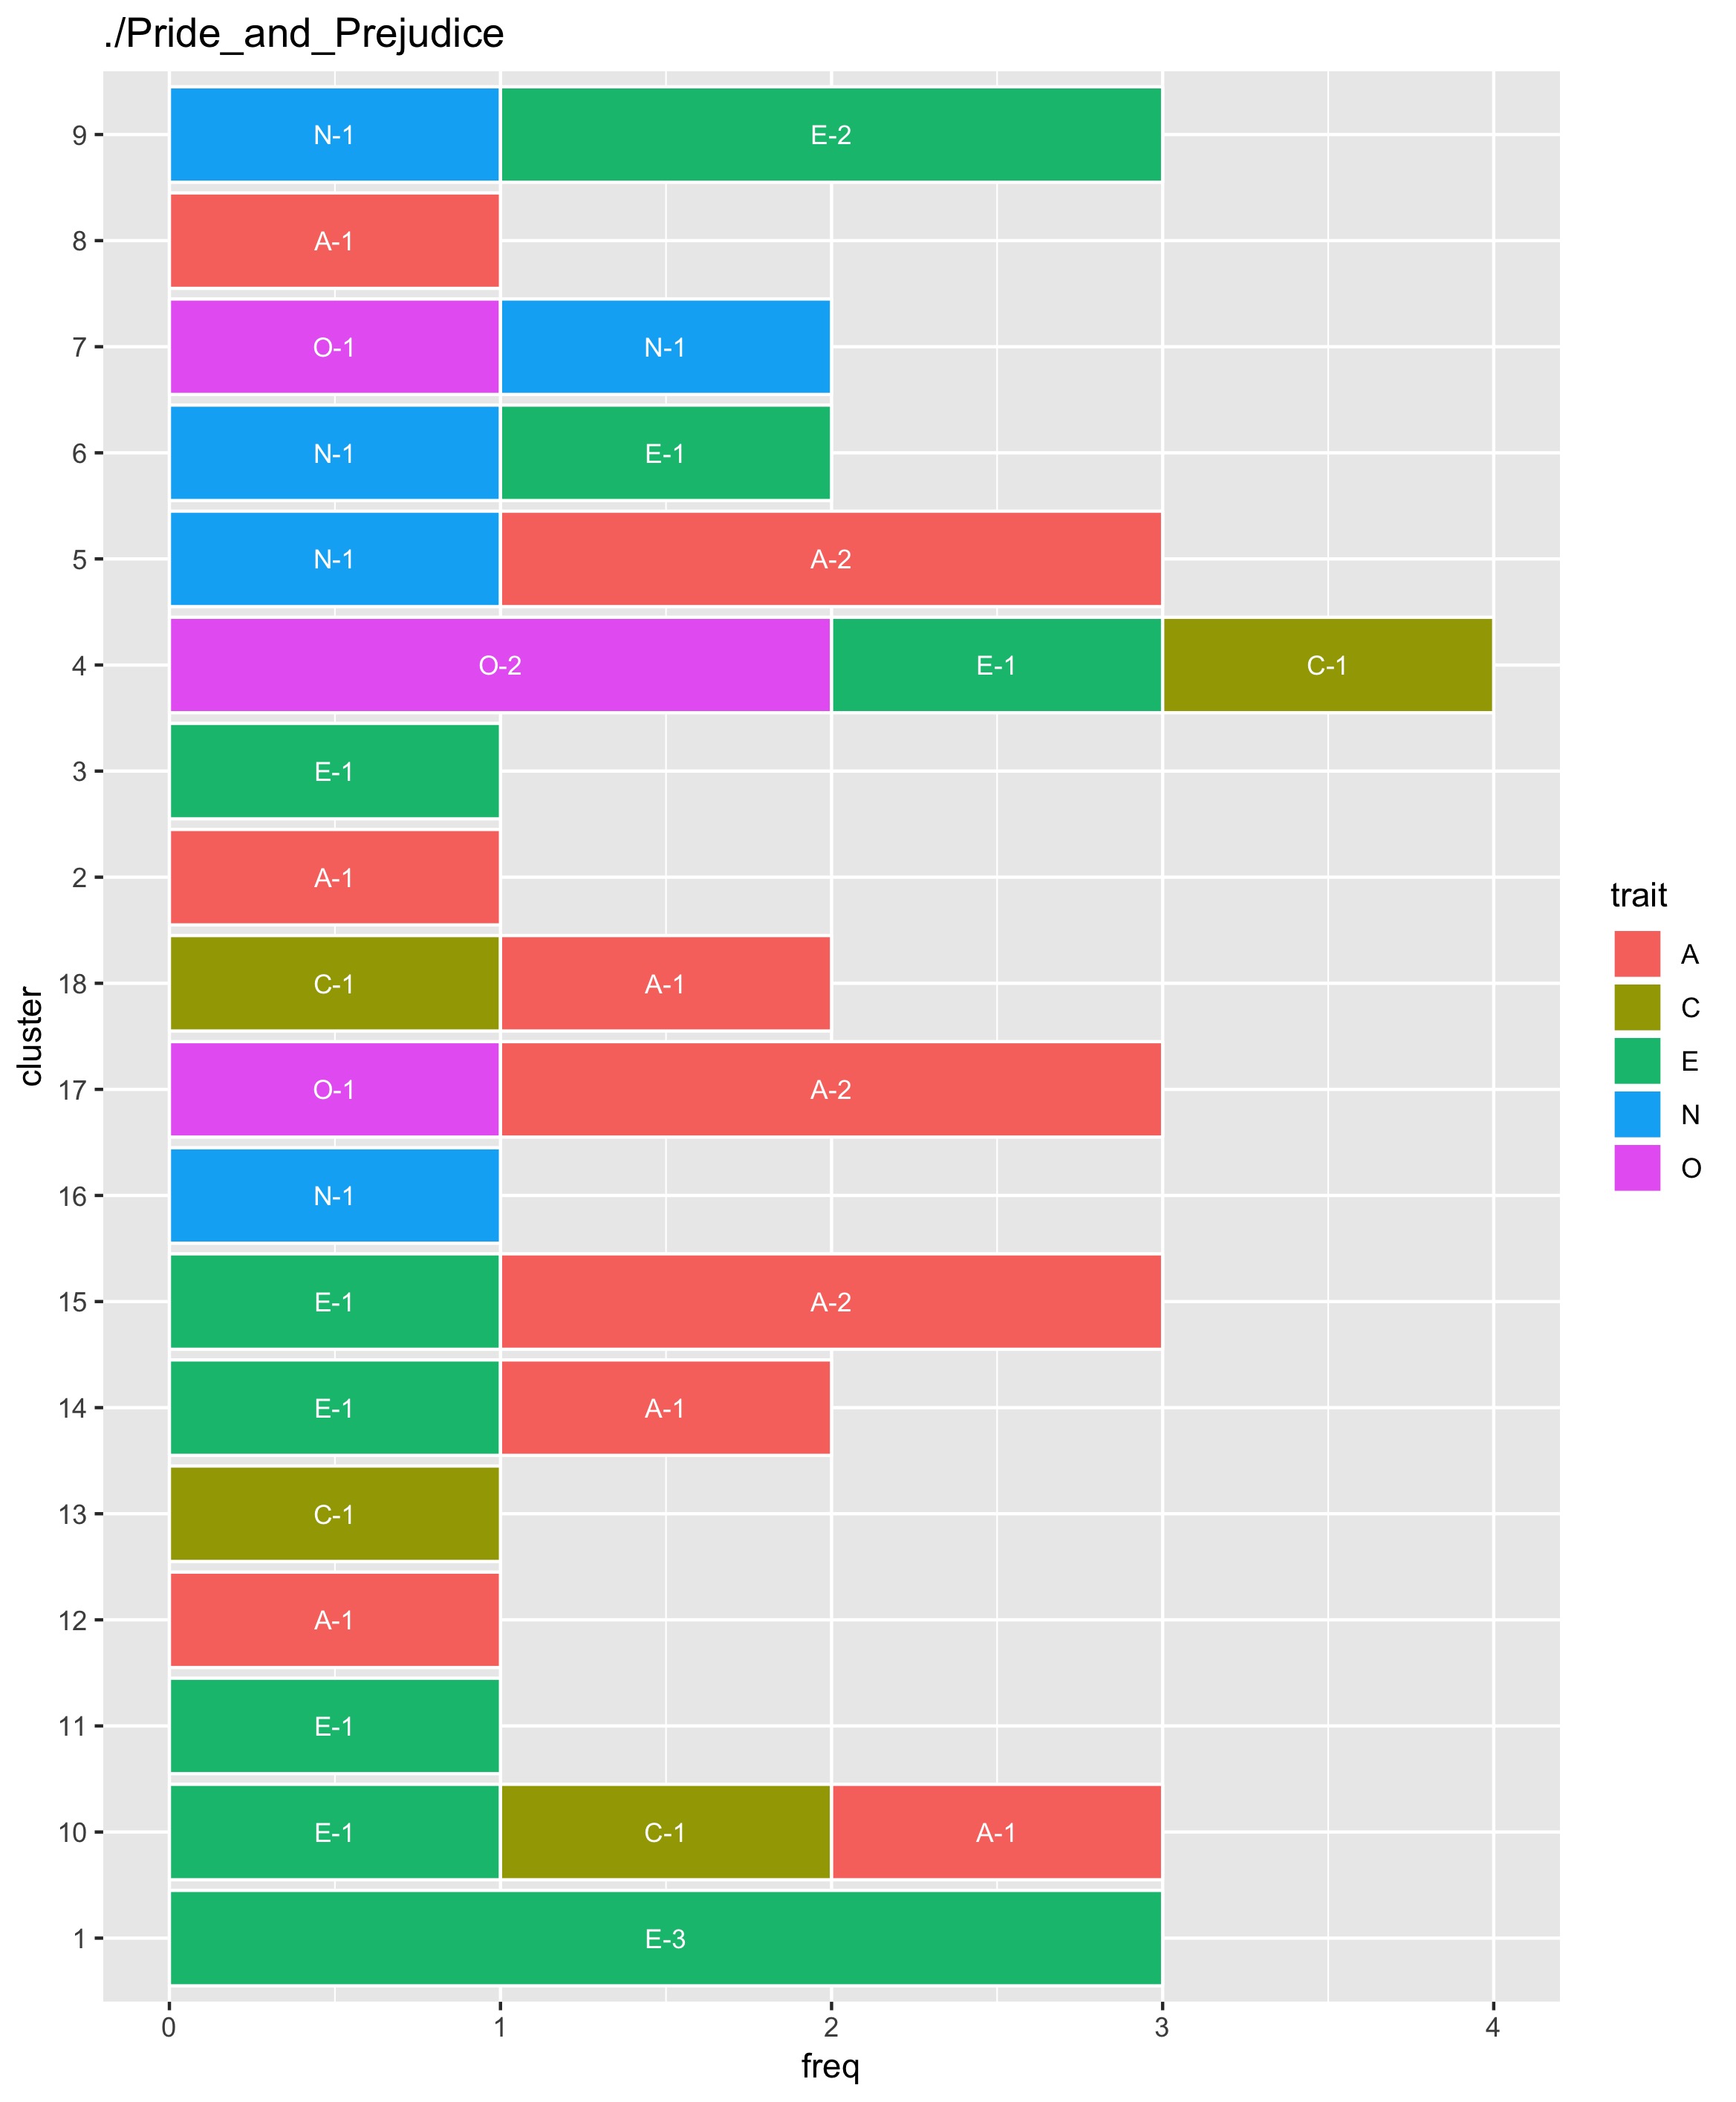 ./Pride_and_Prejudice
9 N-1 E-2
8 A-1
7 O-1 N-1
6 N-1 E-1
5 N-1 A-2
4 O-2 E-1 C-1
3 E-1
2 A-1
18 C-1 A-1
17 O-1 A-2
16 N-1
15 E-1 A-2
14 E-1 A-1
13 C-1
12 A-1
11 E-1
10 E-1 C-1 A-1
1 E-3
0 1 2 3 4
freq
cluster
trait
A
C
E
N
O